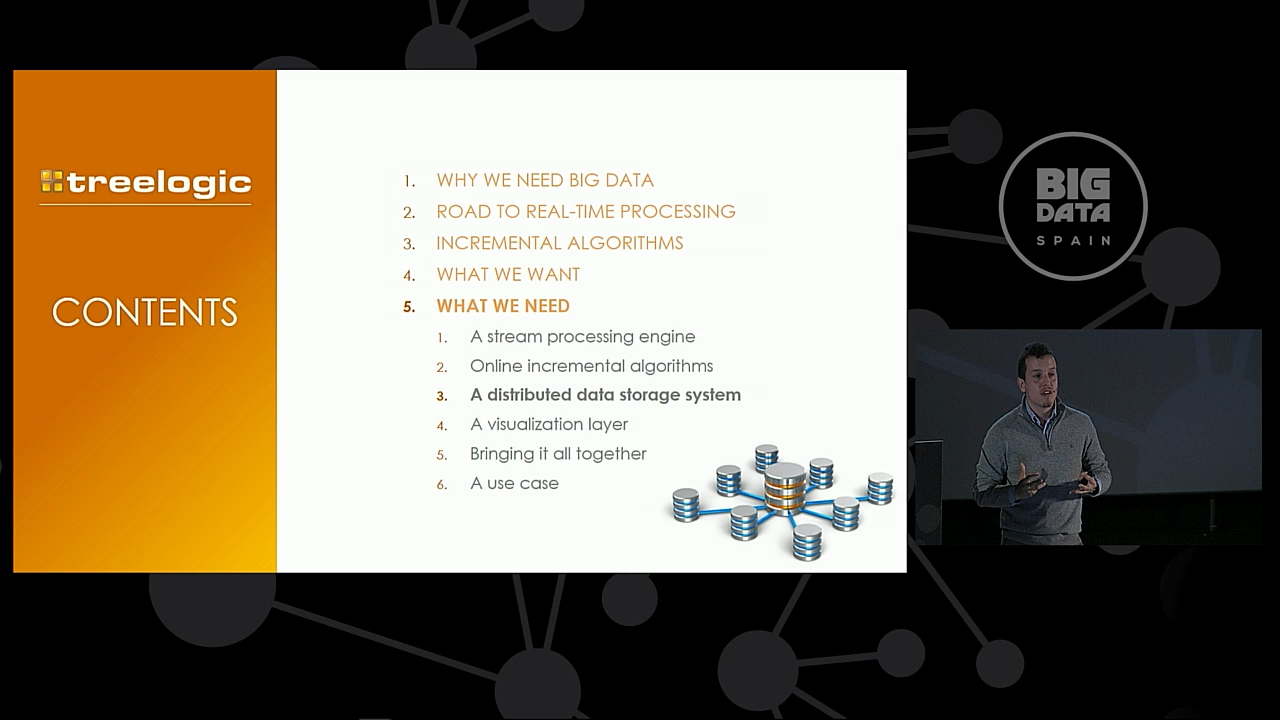 treelogic
CONTENTS
1. WHY WE NEED BIG DATA
2. ROAD TO REAL-TIME PROCESSING
3. INCREMENTAL ALGORITHMS
4. WHAT WE WANT
5. WHAT WE NEED
1. A stream processing engine
2. Online incremental algorithms
3. A distributed data storage system
4. A visualization layer
5. Bringing it all together
6. A use case
BIG
DATA
SPAIN